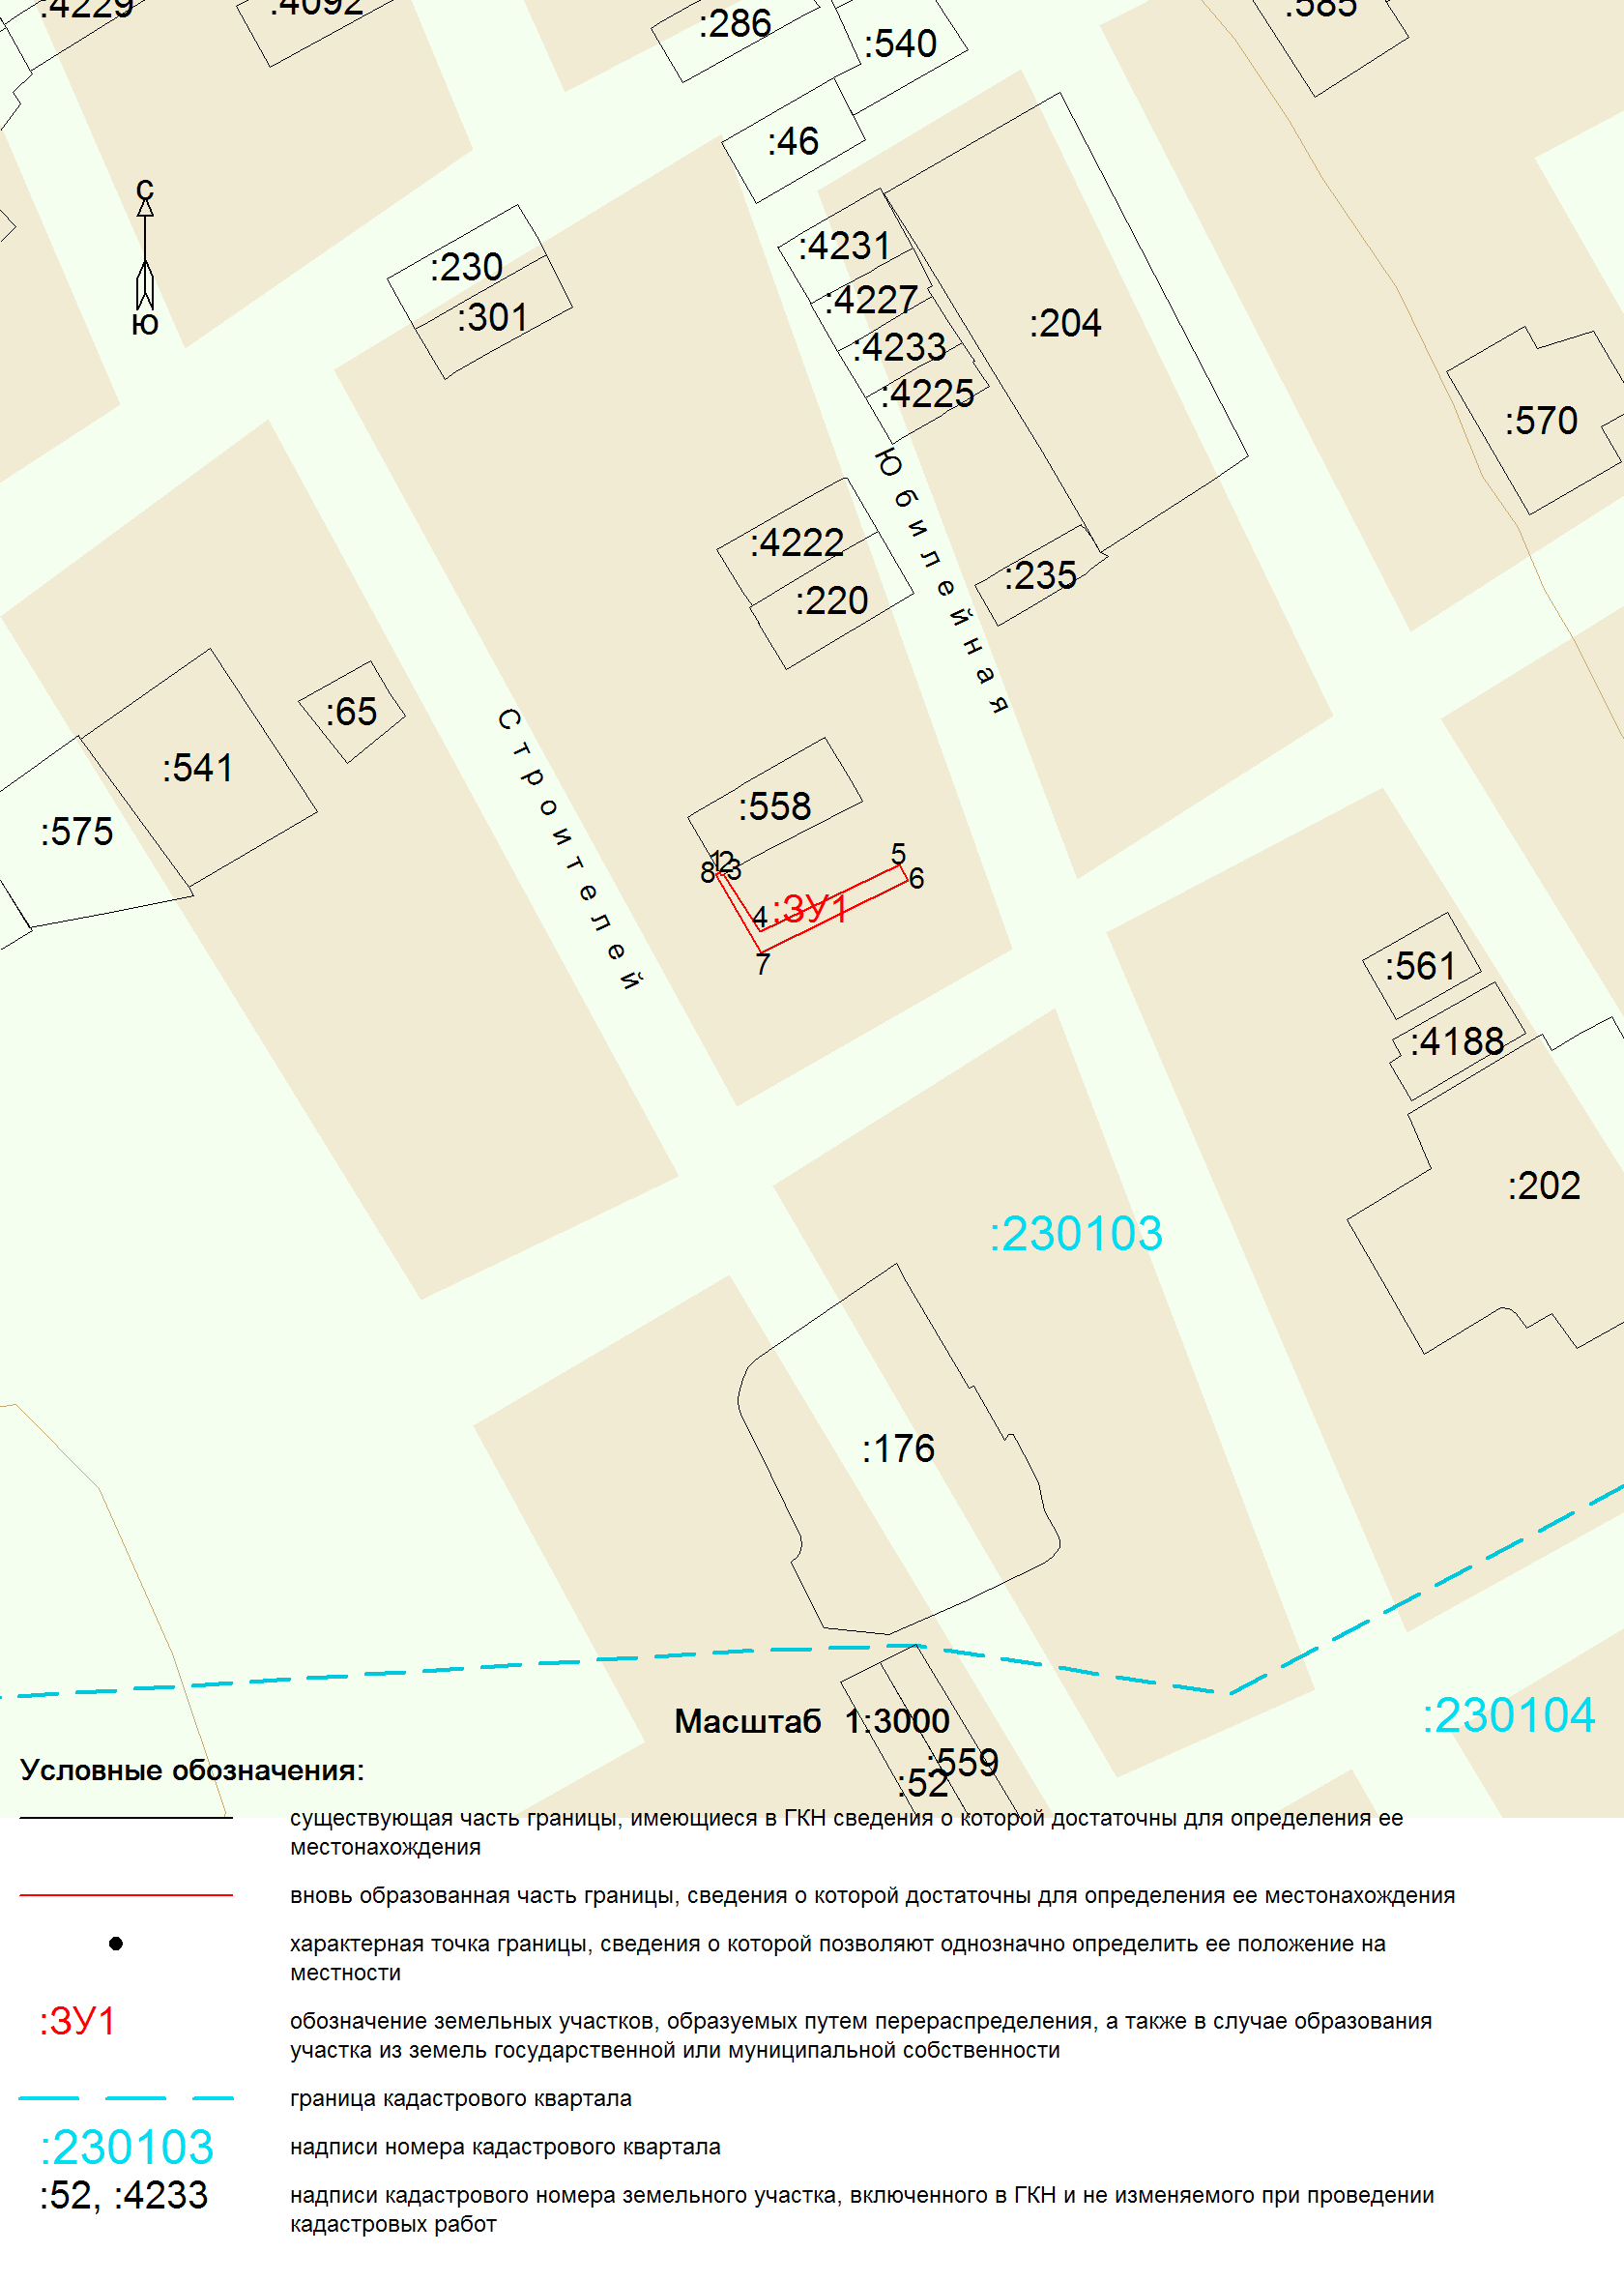 :4229
:4092
:286
:540
:585
:46
С
Ю
:230
:301
:4231
:4227
:4233
:4225
:204
:570
Юбилейная
:4222
:220
:235
:65
:541
:575
Строителей
:558
1
2
3
8
4
5
6
7
:ЗУ1
:561
:4188
:202
:230103
:176
:230104
Масштаб 1:3000
:559
:52
Условные обозначения:
существующая часть границы, имеющиеся в ГКН сведения о которой достаточны для определения ее
местонахождения
вновь образованная часть границы, сведения о которой достаточны для определения ее местонахождения
характерная точка границы, сведения о которой позволяют однозначно определить ее положение на
местности
:ЗУ1
обозначение земельных участков, образуемых путем перераспределения, а также в случае образования
участка из земель государственной или муниципальной собственности
граница кадастрового квартала
:230103
надписи номера кадастрового квартала
:52, :4233
надписи кадастрового номера земельного участка, включенного в ГКН и не изменяемого при проведении
кадастровых работ